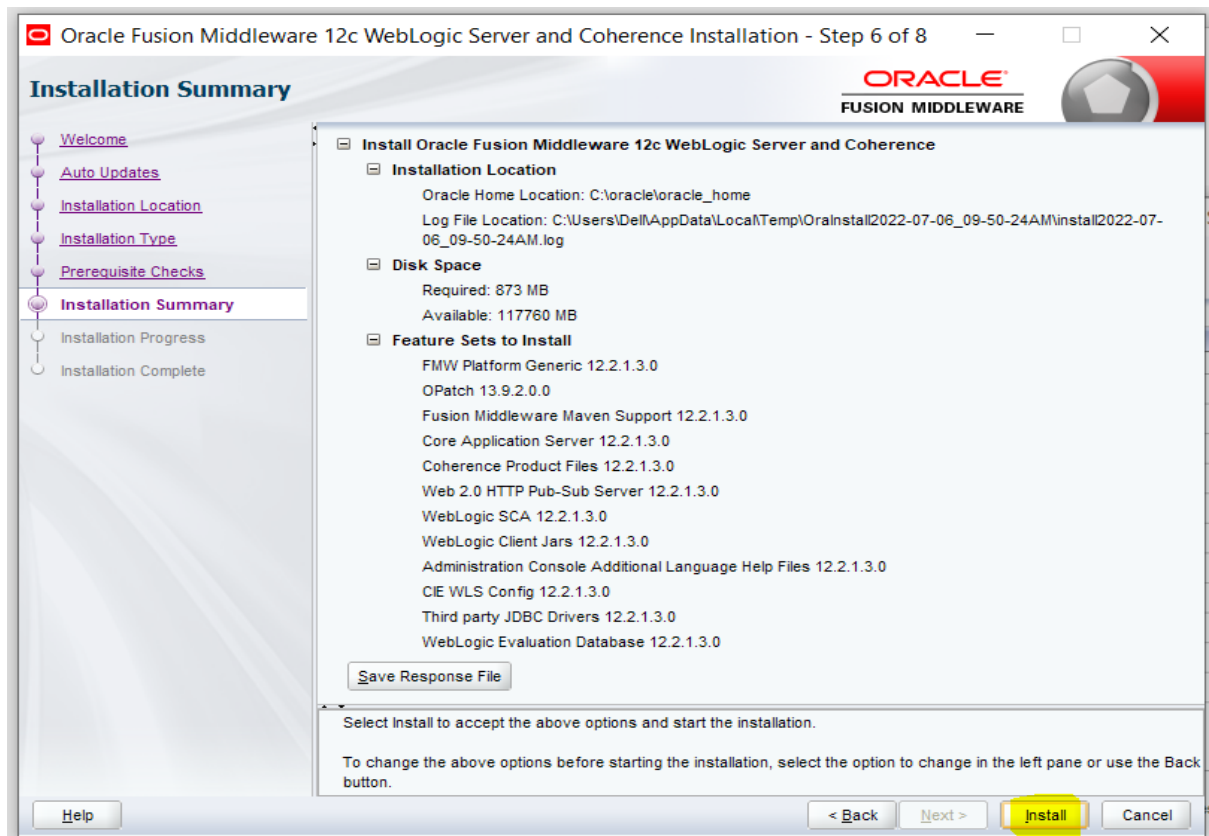 Oracle Fusion Middleware 12c WebLogic Server and Coherence Installation - Step 6 of 8
Installation Summary
ORACLE
FUSION MIDDLEWARE
Welcome
Auto Updates
Installation Location
Installation Type
Prerequisite Checks
Installation Summary
Installation Progress
Installation Complete
Install Oracle Fusion Middleware 12c WebLogic Server and Coherence
Installation Location
Oracle Home Location: C:\oracle\oracle_home
Log File Location: C:\Users\Dell\AppData\Local\Temp\OraInstall2022-07-06_09-50-24AM\install2022-07-
06_09-50-24AM.log
Disk Space
Required: 873 MB
Available: 117760 MB
Feature Sets to Install
FMW Platform Generic 12.2.1.3.0
OPatch 13.9.2.0.0
Fusion Middleware Maven Support 12.2.1.3.0
Core Application Server 12.2.1.3.0
Coherence Product Files 12.2.1.3.0
Web 2.0 HTTP Pub-Sub Server 12.2.1.3.0
WebLogic SCA 12.2.1.3.0
WebLogic Client Jars 12.2.1.3.0
Administration Console Additional Language Help Files 12.2.1.3.0
CIE WLS Config 12.2.1.3.0
Third party JDBC Drivers 12.2.1.3.0
WebLogic Evaluation Database 12.2.1.3.0
Save Response File
Select Install to accept the above options and start the installation.
To change the above options before starting the installation, select the option to change in the left pane or use the Back
button.
Help
< Back
Next >
Install
Cancel